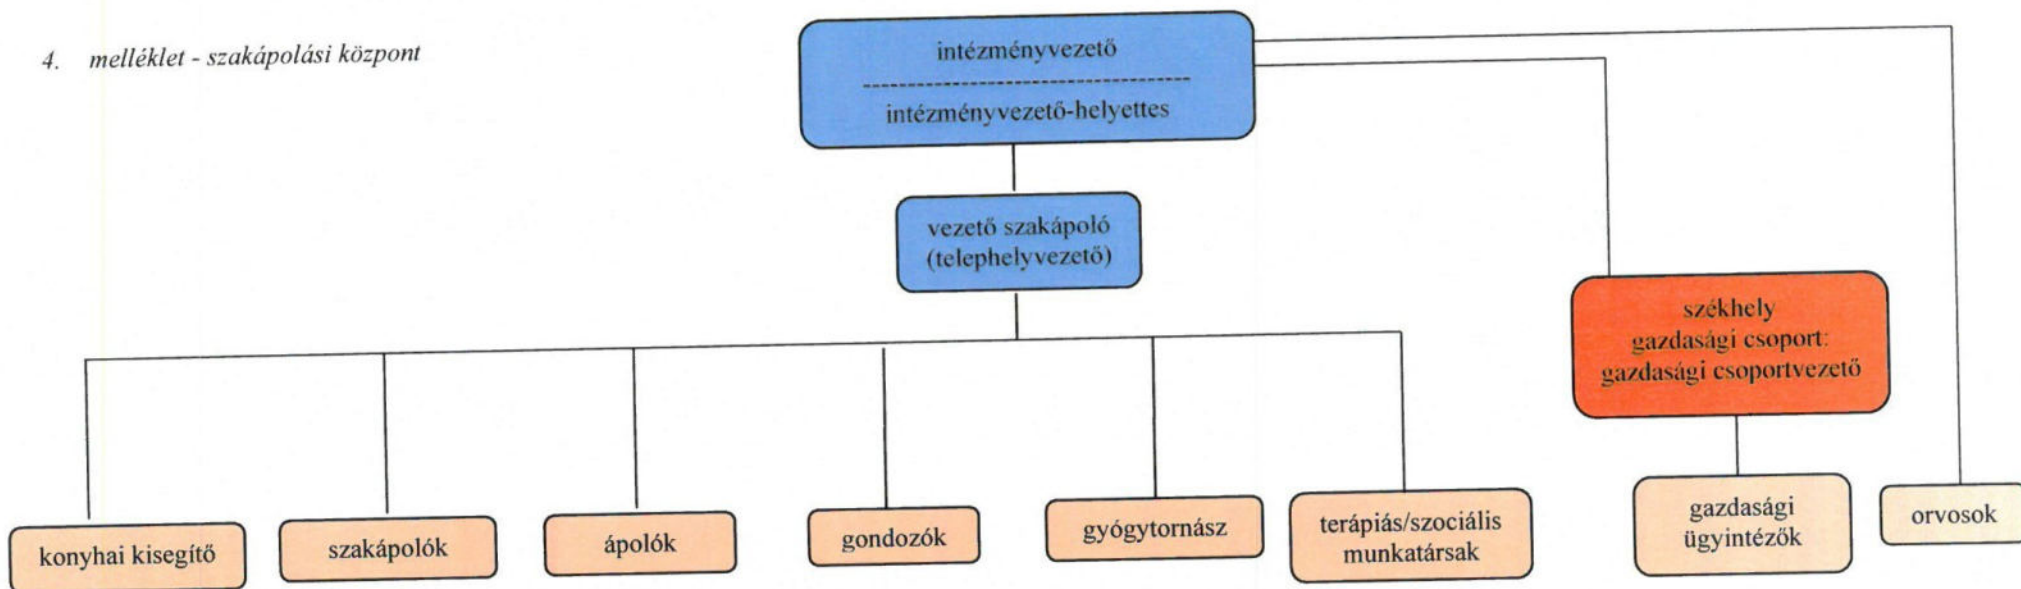 4. melléklet - szakápolási központ
intézményvezető
intézményvezető-helyettes
vezető szakápoló
(telephelyvezető)
székhely
gazdasági csoport:
gazdasági csoportvezető
konyhai kisegítő
szakápolók
ápolók
gondozók
gyógytornász
terápiás/szociális
munkatársak
gazdasági
ügyintézők
orvosok